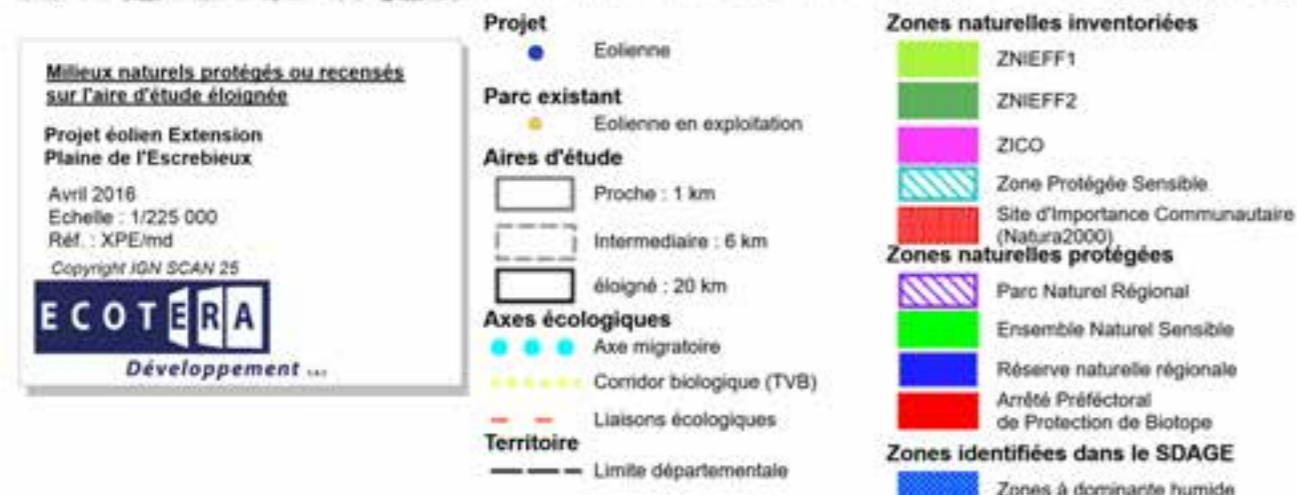 Milieux naturels protégés ou recensés
sur l'aire d'étude éloignée
Projet éolien Extension
Plaine de l'Escrebieux
Avril 2016
Echelle : 1/225 000
Réf. : XPE/md
Copyright IGN SCAN 25
ECOTERA
Développement
Projet
Eolienne
Parc existant
Eolienne en exploitation
Aires d'étude
Proche : 1 km
Intermediaire : 6 km
éloigné : 20 km
Axes écologiques
Axe migratoire
Corridor biologique (TVB)
Liaisons écologiques
Territoire
Limite départementale
Zones naturelles inventoriées
ZNIEFF1
ZNIEFF2
ZICO
Zone Protégée Sensible
Site d'Importance Communautaire
(Natura2000)
Zones naturelles protégées
Parc Naturel Régional
Ensemble Naturel Sensible
Réserve naturelle régionale
Arrêté Préféctoral
de Protection de Biotope
Zones identifiées dans le SDAGE
Zones à dominante humide